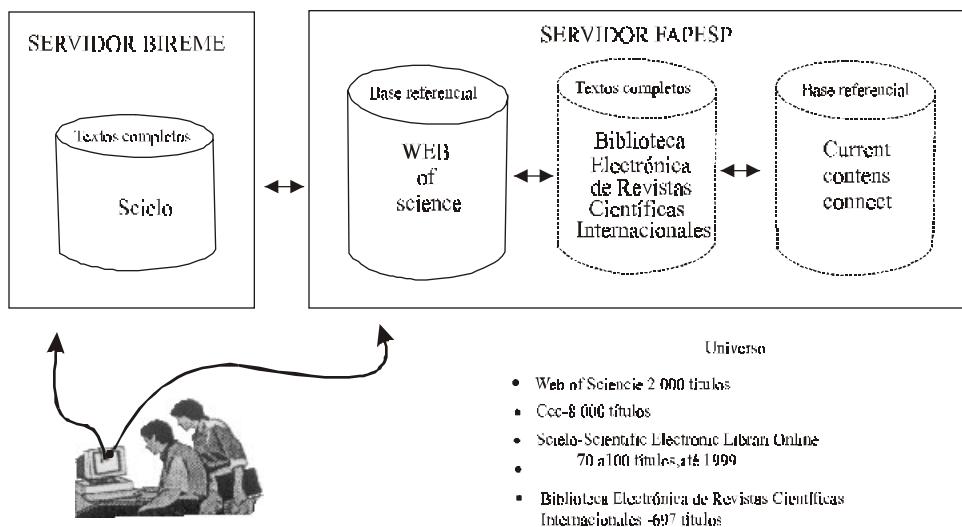 SERVIDOR BIREME
Textos completos
Scielo
SERVIDOR FAPESP
Base referencial
WEB
of
science
Textos completos
Biblioteca
Electrónica
de Revistas
Científicas
Internacionales
Base referencial
Current
contens
connect
Universo
• Web of Sciencie 2 000 títulos
• Ccc-8 000 títulos
• Scielo-Scientific Electronic Librari Online
70 a100 títulos,até 1999
•
• Biblioteca Electrónica de Revistas Científicas
Internacionales -697 títulos